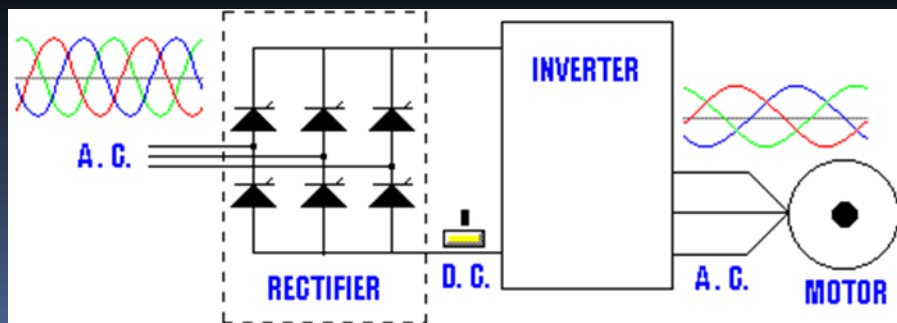 INVERTER
A.C.
RECTIFIER
D.C.
A.C.
MOTOR